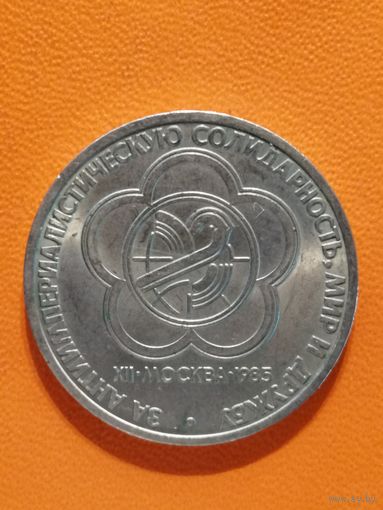 ЗА АНТИИМПЕРИАЛИСТИЧЕСКУЮ СОЛИДАРНОСТЬ, МИР И ДРУЖБУ
XII·МОСКВА·1985